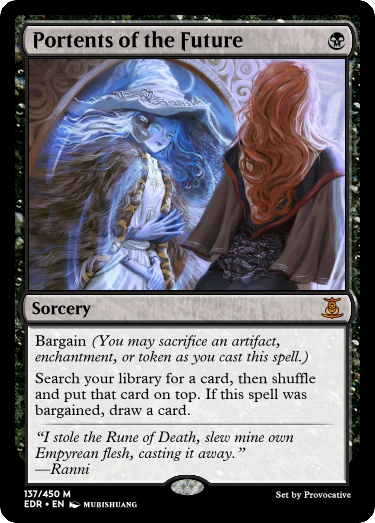 Portents of the Future
Sorcery
Bargain (You may sacrifice an artifact,
enchantment, or token as you cast this spell.)
Search your library for a card, then shuffle
and put that card on top. If this spell was
bargained, draw a card.
“I stole the Rune of Death, slew mine own
Empyrean flesh, casting it away.”
—Ranni
137/450 M
EDR • EN MUBISHUANG
Set by Provocative